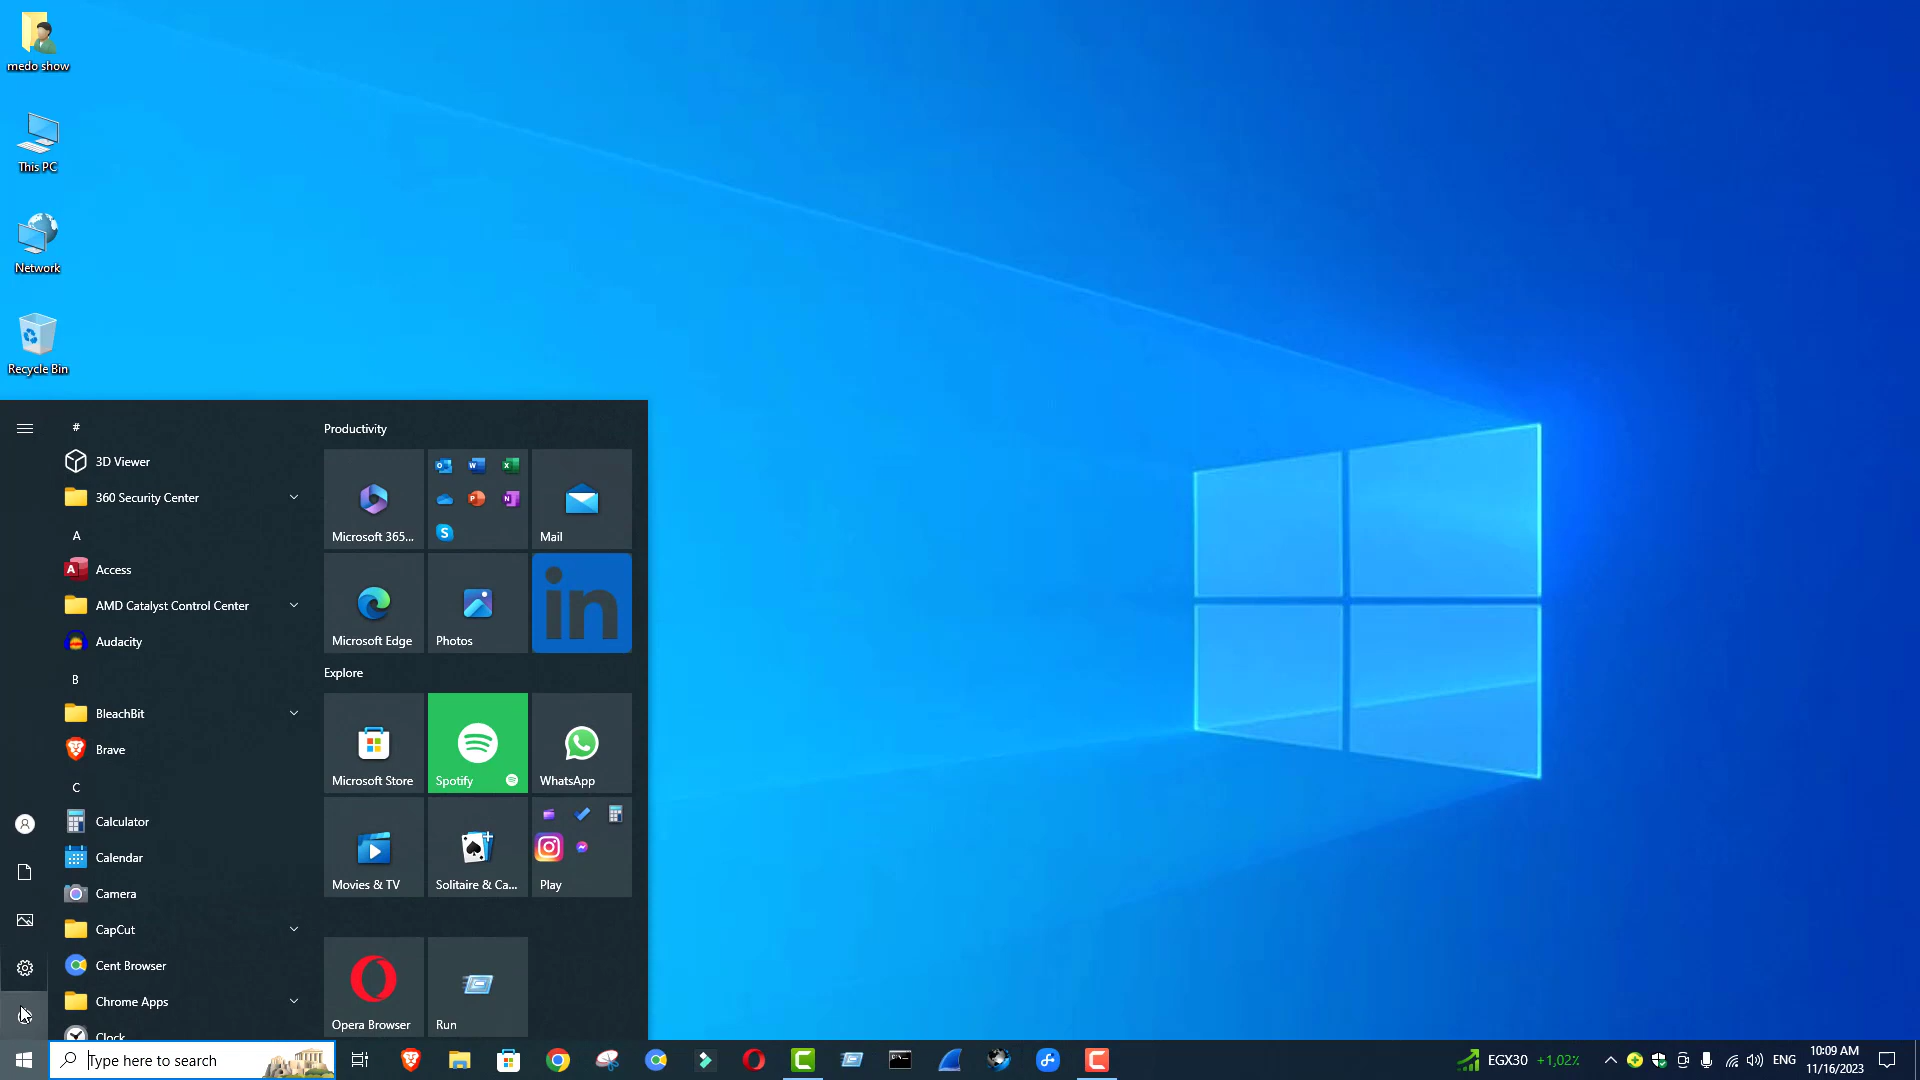 medo show
This PC
Network
Recycle Bin
#
3D Viewer
360 Security Center
A
Access
AMD Catalyst Control Center
Audacity
B
BleachBit
Brave
C
Calculator
Calendar
Camera
CapCut
Cent Browser
Chrome Apps
Clock
Productivity
Microsoft 365...
Mail
Microsoft Edge
Photos
in
Explore
Microsoft Store
Spotify
WhatsApp
Movies & TV
Solitaire & Ca...
Play
Opera Browser
Run
Type here to search
EGX30 +1,02%
ENG
10:09 AM
11/16/2023